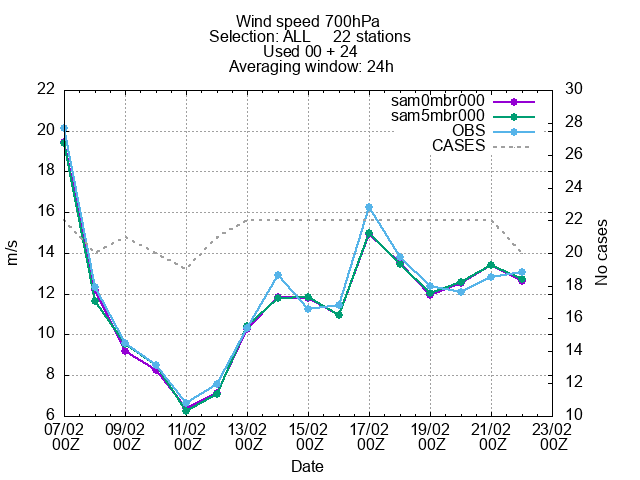 Wind speed 700hPa
Selection: ALL     22 stations
Used 00 + 24
Averaging window: 24h
sam0mbr000
sam5mbr000
OBS
CASES
22
20
18
16
14
12
10
8
6
m/s
30
28
26
24
22
20
18
16
14
12
10
No cases
07/02 09/02 11/02 13/02 15/02 17/02 19/02 21/02 23/02
00Z 00Z 00Z 00Z 00Z 00Z 00Z 00Z 00Z
Date